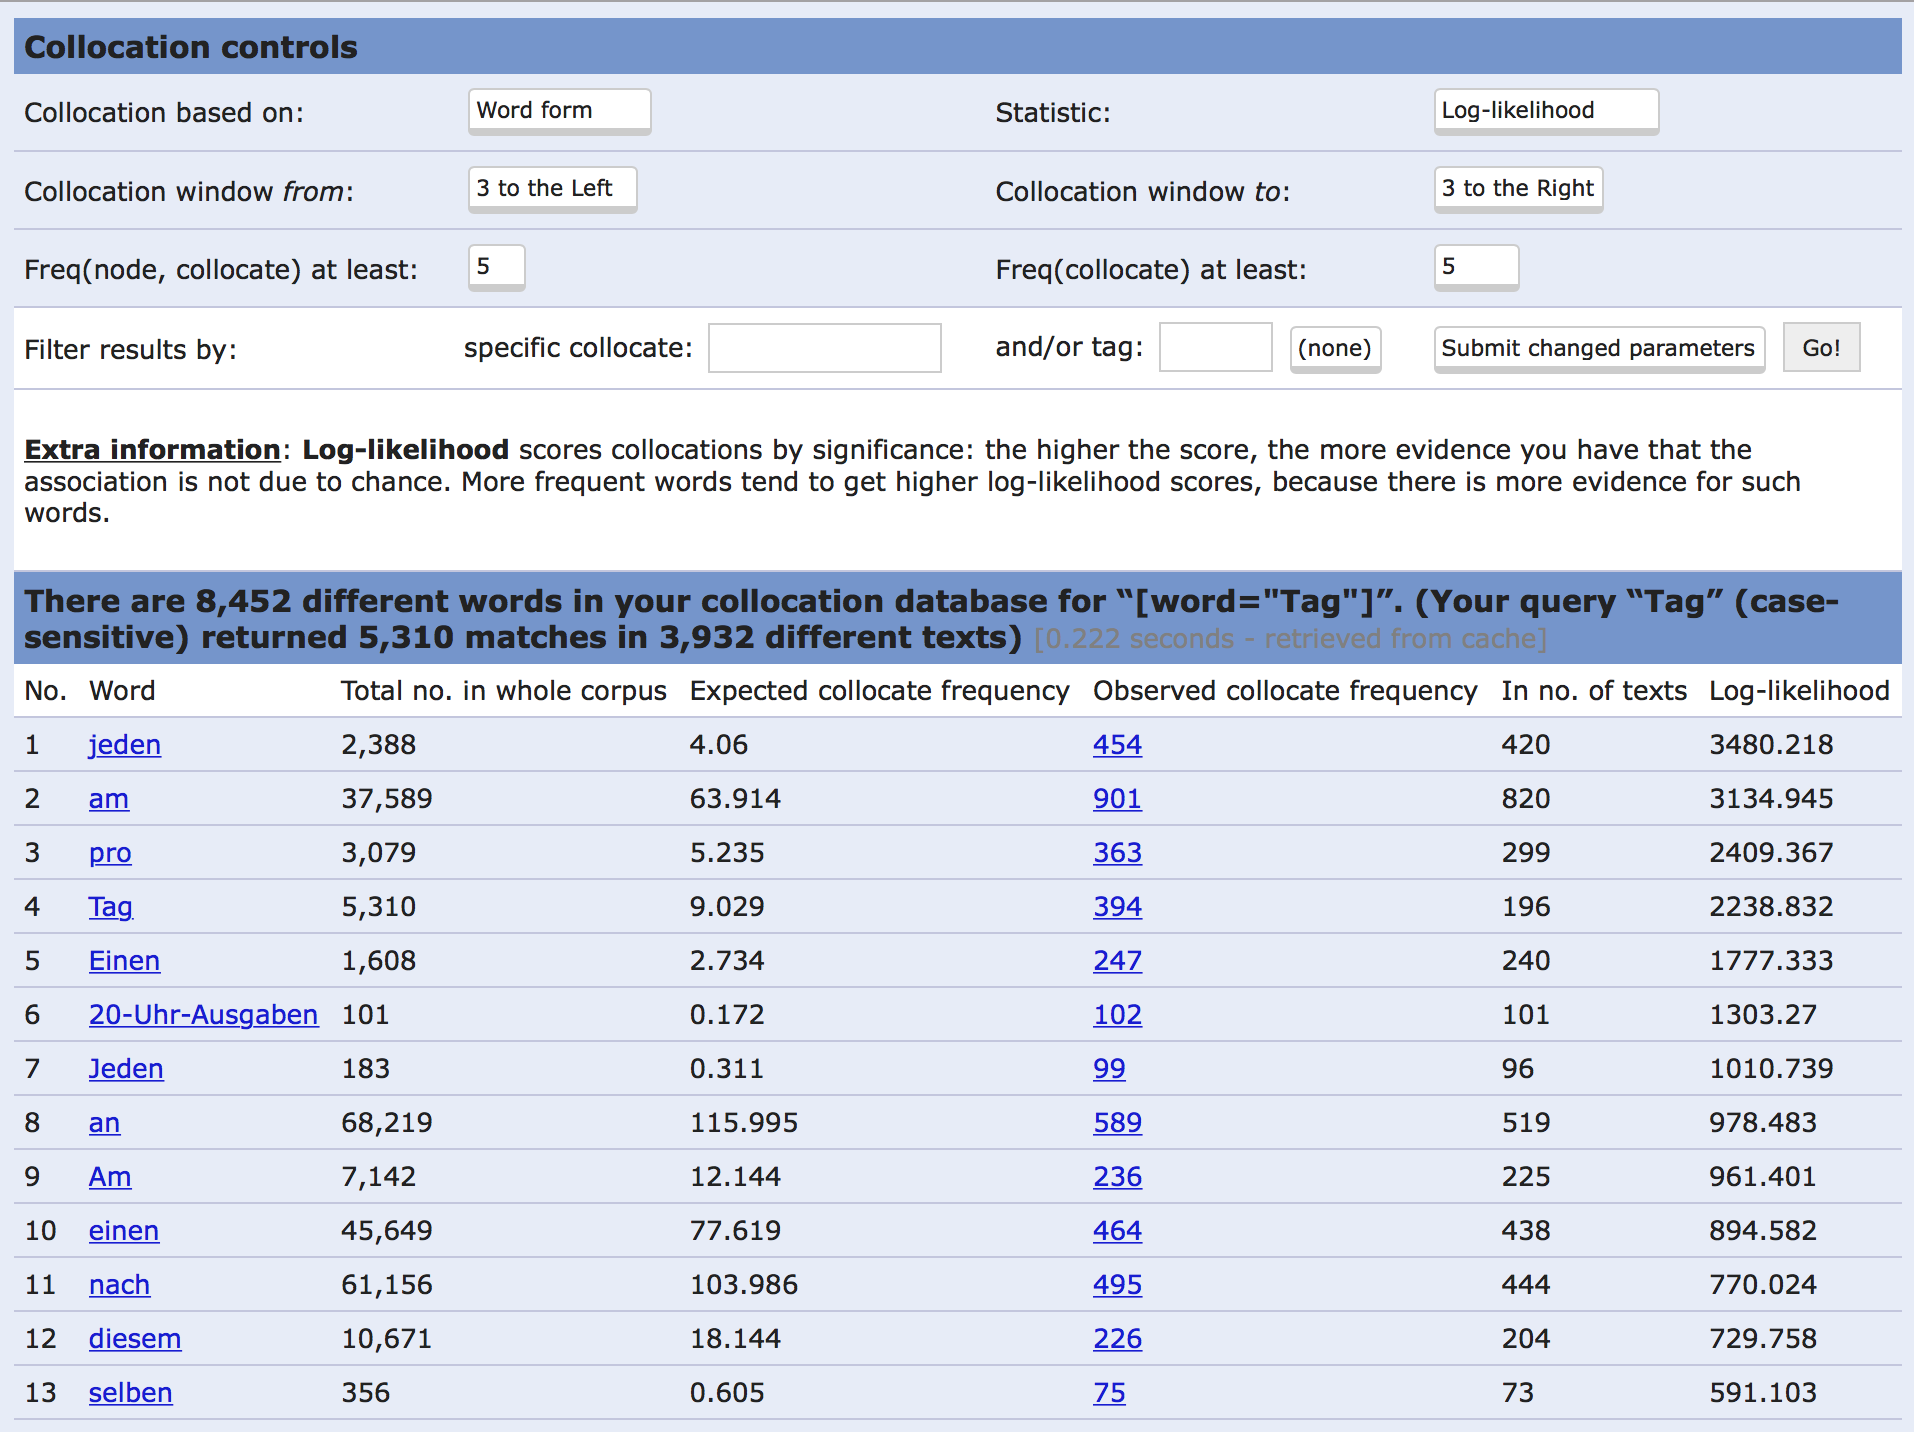 Collocation controls
Collocation based on: Word form Statistic: Log-likelihood
Collocation window from: 3 to the Left Collocation window to: 3 to the Right
Freq(node, collocate) at least: 5 Freq(collocate) at least: 5
Filter results by: specific collocate: and/or tag: (none) Submit changed parameters Go!
Extra information: Log-likelihood scores collocations by significance: the higher the score, the more evidence you have that the
association is not due to chance. More frequent words tend to get higher log-likelihood scores, because there is more evidence for such
words.
There are 8,452 different words in your collocation database for “[word="Tag"]”. (Your query “Tag” (case-
sensitive) returned 5,310 matches in 3,932 different texts) [0.222 seconds - retrieved from cache]
No. Word Total no. in whole corpus Expected collocate frequency Observed collocate frequency In no. of texts Log-likelihood
1 jeden 2,388 4.06 454 420 3480.218
2 am 37,589 63.914 901 820 3134.945
3 pro 3,079 5.235 363 299 2409.367
4 Tag 5,310 9.029 394 196 2238.832
5 Einen 1,608 2.734 247 240 1777.333
6 20-Uhr-Ausgaben 101 0.172 102 101 1303.27
7 Jeden 183 0.311 99 96 1010.739
8 an 68,219 115.995 589 519 978.483
9 Am 7,142 12.144 236 225 961.401
10 einen 45,649 77.619 464 438 894.582
11 nach 61,156 103.986 495 444 770.024
12 diesem 10,671 18.144 226 204 729.758
13 selben 356 0.605 75 73 591.103